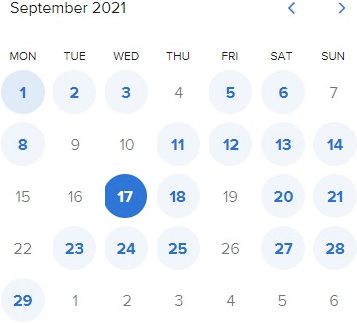 September 2021
MON TUE WED THU FRI SAT SUN
1 2 3 4 5 6 7
8 9 10 11 12 13 14
15 16 17 18 19 20 21
22 23 24 25 26 27 28
29 1 2 3 4 5 6